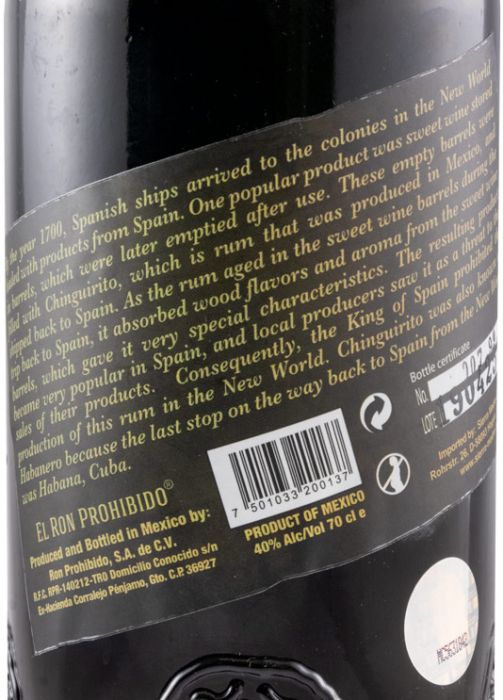 the year 1700, Spanish ships arrived to the colonies in the New World
loaded with products from Spain. One popular product was sweet wine stored
barrels, which were later emptied after use. These empty barrels were
filled with Chinguirito, which is rum that was produced in Mexico, and
shipped back to Spain. As the rum aged in the sweet wine barrels during the
trip back to Spain, it absorbed wood flavors and aroma from the sweet wine
barrels, which gave it very special characteristics. The resulting product
became very popular in Spain, and local producers saw it as a threat to
sales of their products. Consequently, the King of Spain prohibited
production of this rum in the New World. Chinguirito was also known
Habanero because the last stop on the way back to Spain from the New
was Habana, Cuba.
EL RON PROHIBIDO®
Produced and Bottled in Mexico by:
Ron Prohibido, S.A. de C.V.
R.F.C. RPR-140212-TR0 Domicilio Conocido s/n
Ex-Hacienda Corralejo Pénjamo, Gto. C.P. 36927
7 501033 200137
PRODUCT OF MEXICO
40% Alc/Vol 70 cl e
Bottle certificate
No.
LOTE
Imported by: Sierra
Rohrstr. 26, D-5809
www.sierra